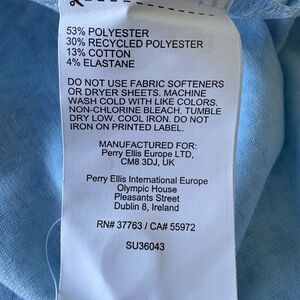 53% POLYESTER
30% RECYCLED POLYESTER
13% COTTON
4% ELASTANE
DO NOT USE FABRIC SOFTENERS
OR DRYER SHEETS. MACHINE
WASH COLD WITH LIKE COLORS.
NON-CHLORINE BLEACH. TUMBLE
DRY LOW. COOL IRON. DO NOT
IRON ON PRINTED LABEL.
MANUFACTURED FOR:
Perry Ellis Europe LTD,
CM8 3DJ, UK
Perry Ellis International Europe
Olympic House
Pleasants Street
Dublin 8, Ireland
RN# 37763 / CA# 55972
SU36043